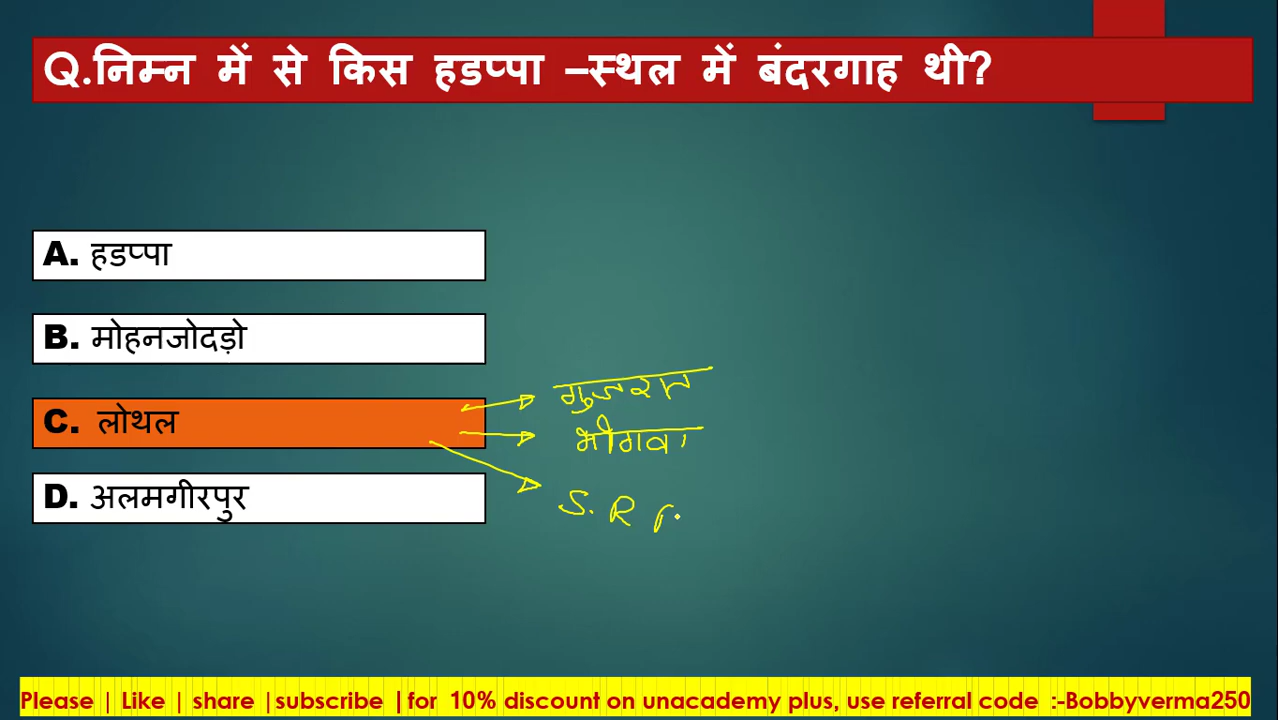 Q.निम्न में से किस हडप्पा –स्थल में बंदरगाह थी?
A. हडप्पा
B. मोहनजोदड़ो
C. लोथल
D. अलमगीरपुर
गुजरात
भोगवा
S. R
Please | Like | share |subscribe |for 10% discount on unacademy plus, use referral code :-Bobbyverma250